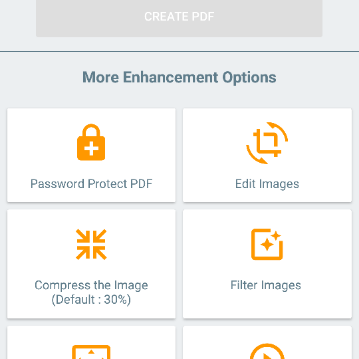 CREATE PDF
More Enhancement Options
Password Protect PDF
Edit Images
Compress the Image
(Default : 30%)
Filter Images